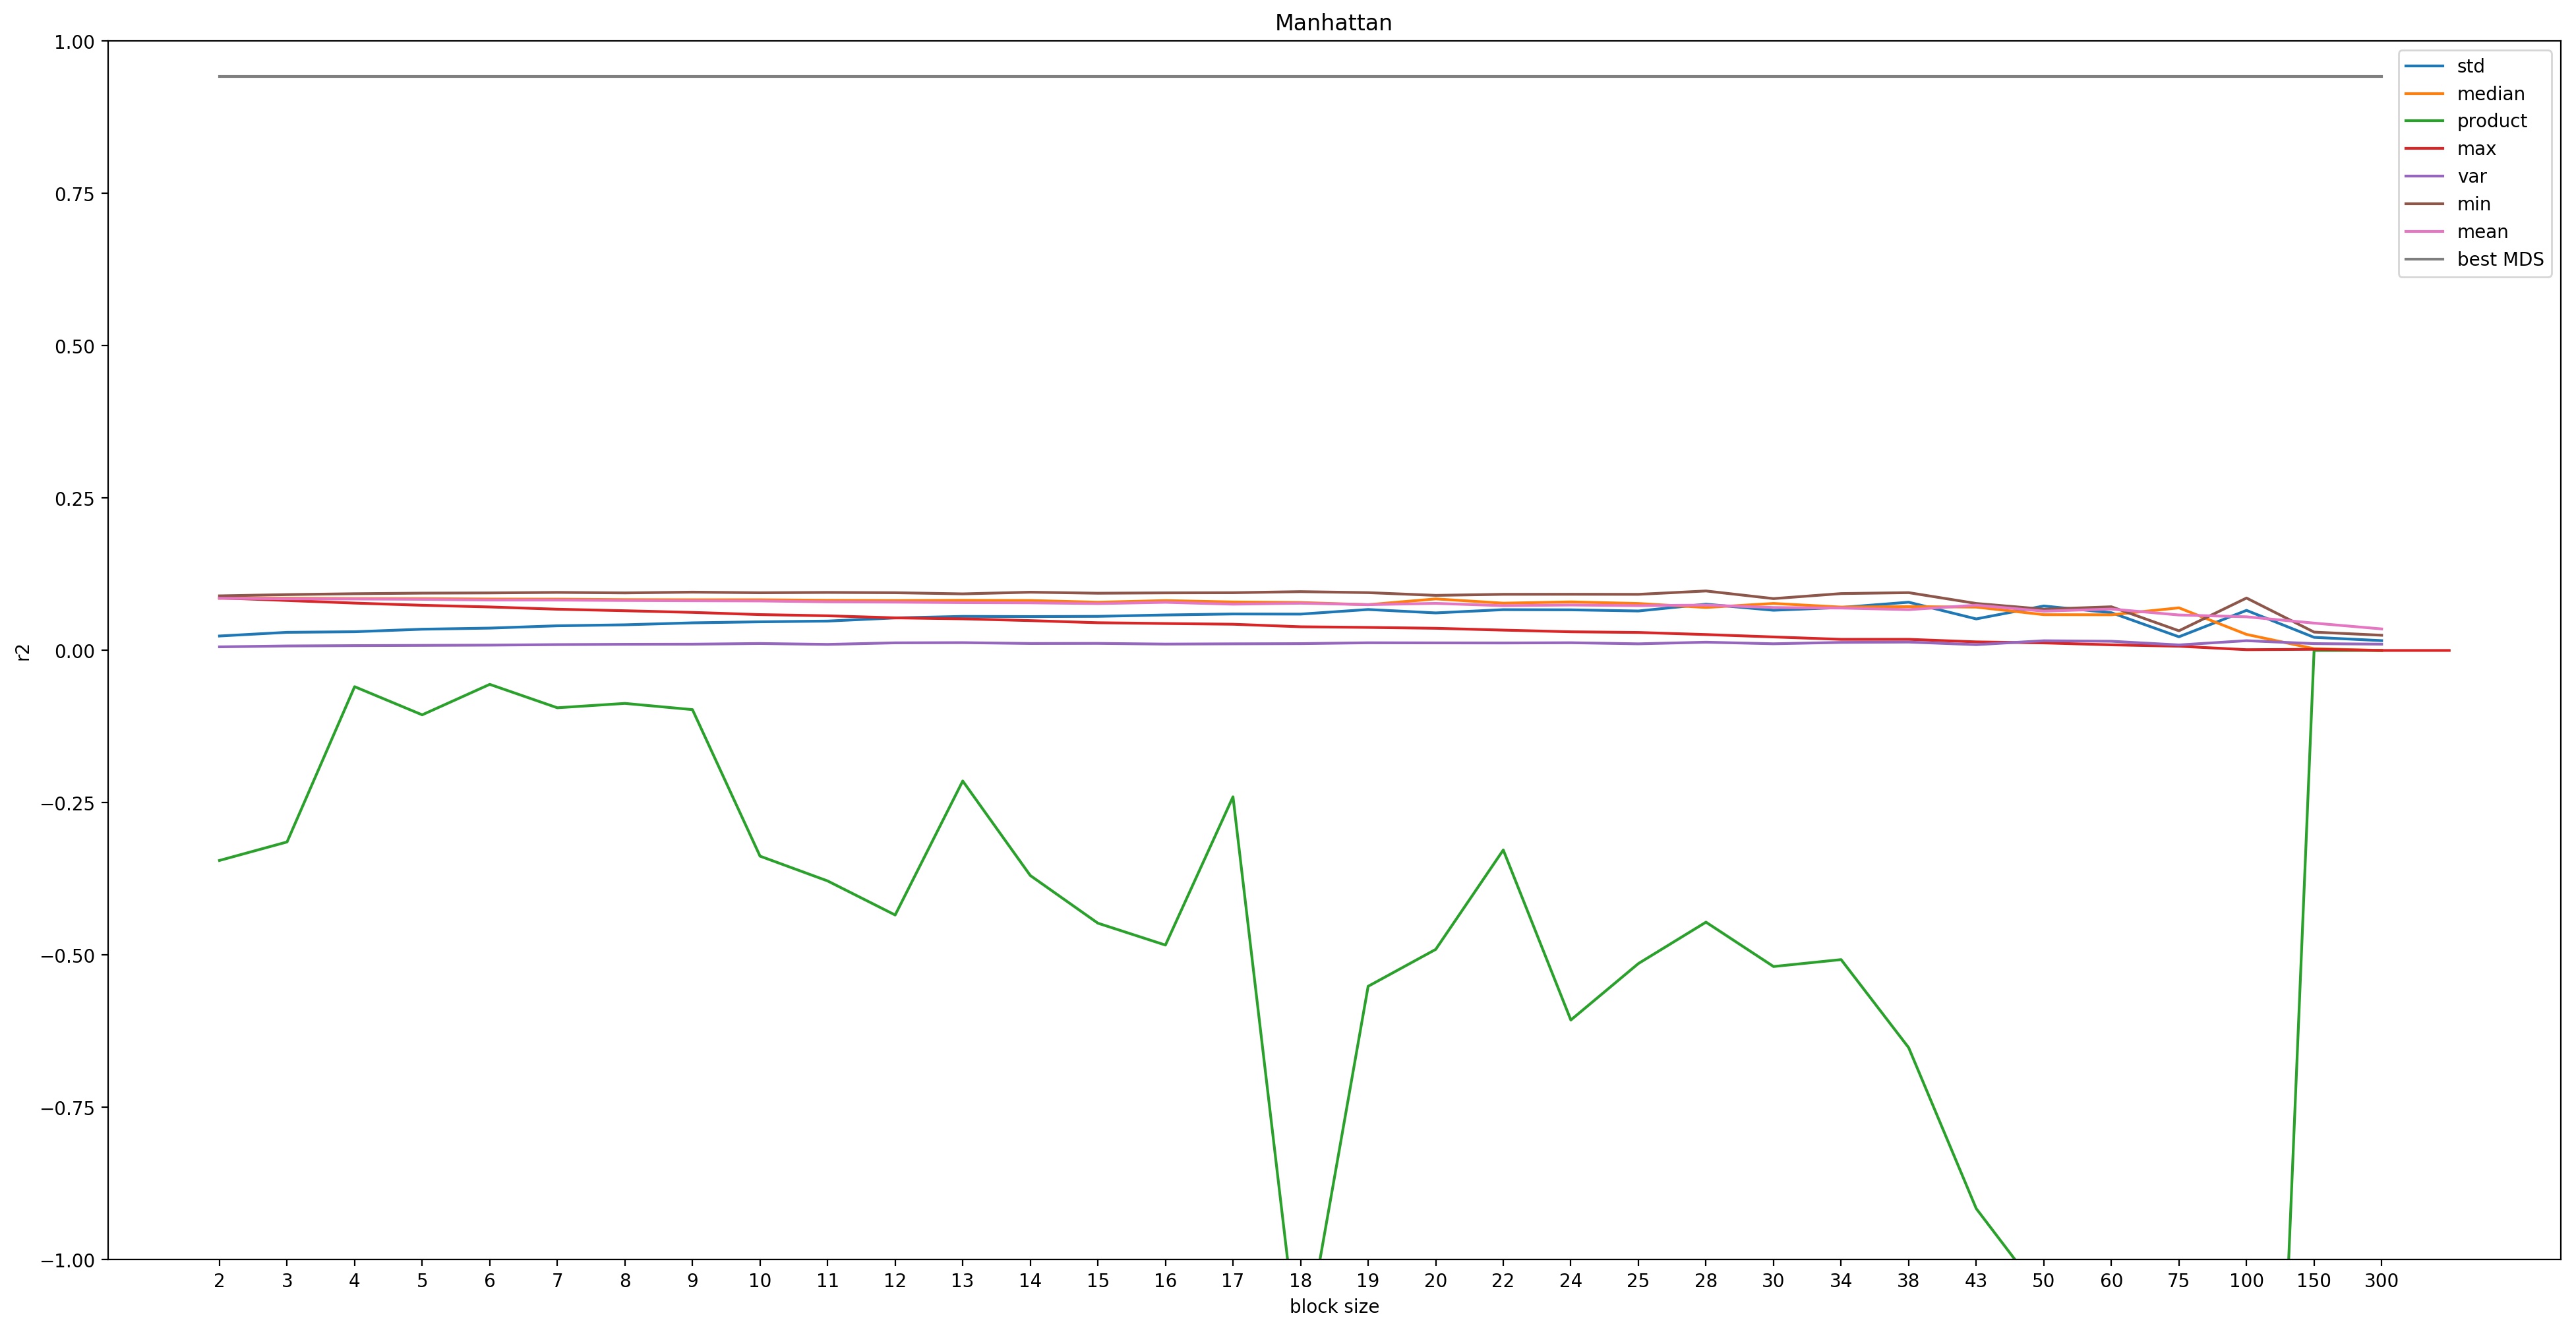 Manhattan
1.00
0.75
0.50
0.25
0.00
−0.25
−0.50
−0.75
−1.00
r2
std
median
product
max
var
min
mean
best MDS
2 3 4 5 6 7 8 9 10 11 12 13 14 15 16 17 18 19 20 22 24 25 28 30 34 38 43 50 60 75 100 150 300
block size